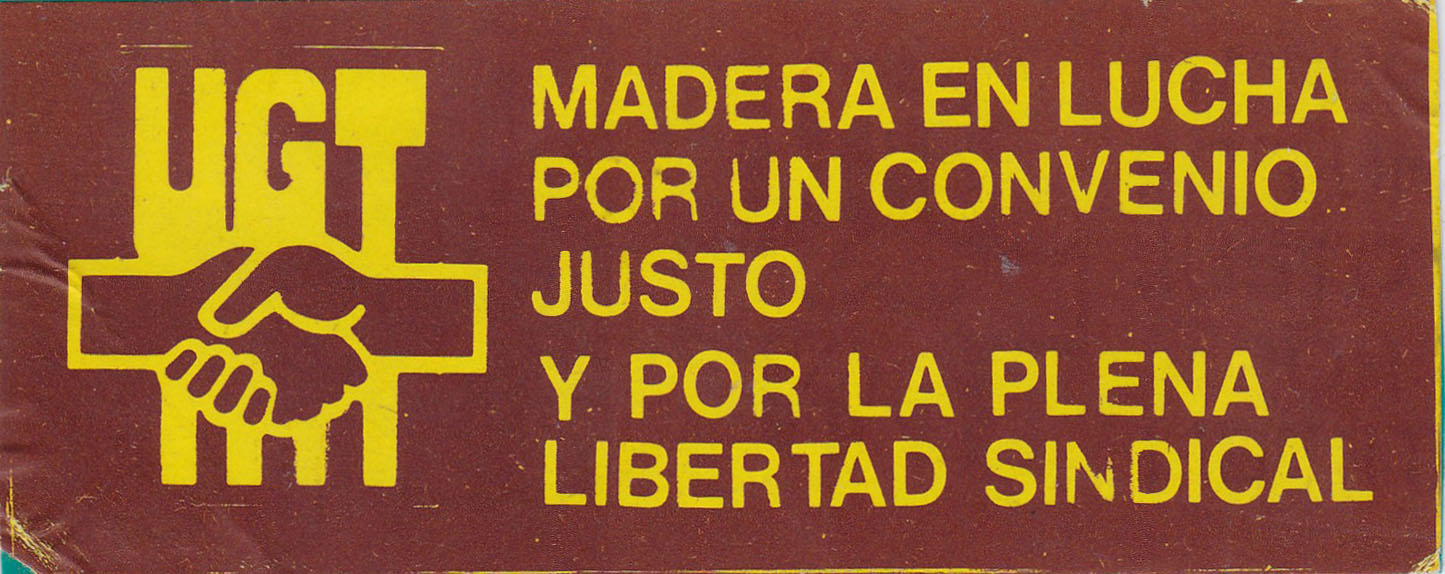 UGT
MADERA EN LUCHA
POR UN CONVENIO
JUSTO
Y POR LA PLENA
LIBERTAD SINDICAL